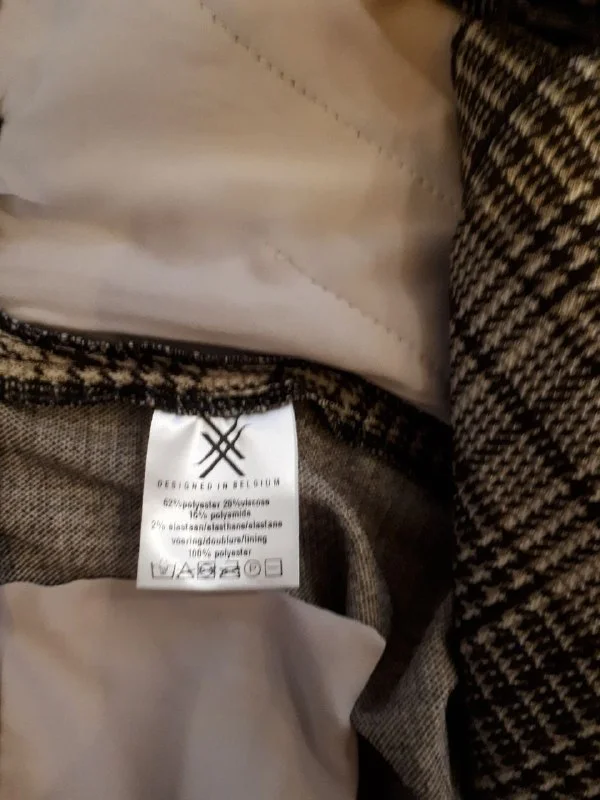 DESIGNED IN BELGIUM
62%polyester 20%viscose
16% polyamide
2% elastaan/elasthane/elastane
voering/doublure/lining
100% polyester